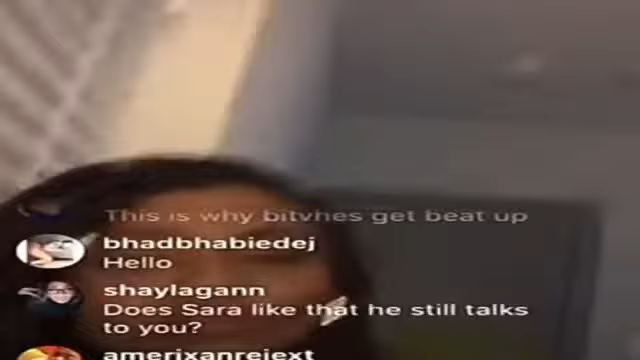 This is why bitvhes get beat up
bhadbhabiedej
Hello
shaylagann
Does Sara like that he still talks
to you?
amerixanrejext